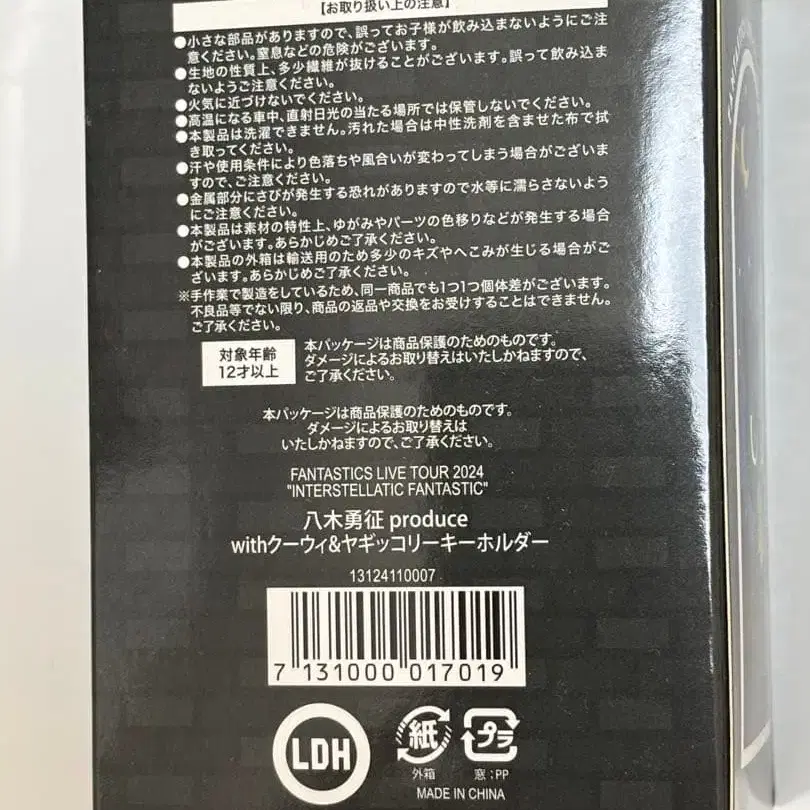 【お取り扱い上の注意】
●小さな部品がありますので、誤ってお子様が飲み込まないようにご注
意ください。窒息などの危険がございます。
●生地の性質上、多少繊維が抜けることがございます。誤って飲み込ま
ないようご注意ください。
●火気に近づけないでください。
●高温になる車中、直射日光の当たる場所では保管しないでください。
●本製品は洗濯できません。汚れた場合は中性洗剤を含ませた布で拭
き取ってください。
●汗や使用条件により色落ちや風合いが変わってしまう場合がございま
すので、ご注意ください。
●金属部分にさびが発生する恐れがありますので水等に濡らさないよう
にご注意ください。
●本製品は素材の特性上、ゆがみやパーツの色移りなどが発生する場合
がございます。あらかじめご了承ください。
●本製品の外箱は輸送用のため多少のキズやへこみが生じる場合がご
ざいます。あらかじめご了承ください。
※手作業で製造をしているため、同一商品でも1つ1つ個体差がございます。
不良品等でない限り、商品の返品や交換をお受けすることはできません。
ご了承ください。
対象年齢
12才以上
本パッケージは商品保護のためのものです。
ダメージによるお取り替えはいたしかねますので、
ご了承ください。
本パッケージは商品保護のためのものです。
ダメージによるお取り替えは
いたしかねますので、ご了承ください。
FANTASTICS LIVE TOUR 2024
"INTERSTELLATIC FANTASTIC"
八木勇征 produce
withクーウィ&ヤギッコリーキーホルダー
13124110007
7 131000 017019
LDH
紙
外箱
プラ
窓:PP
MADE IN CHINA